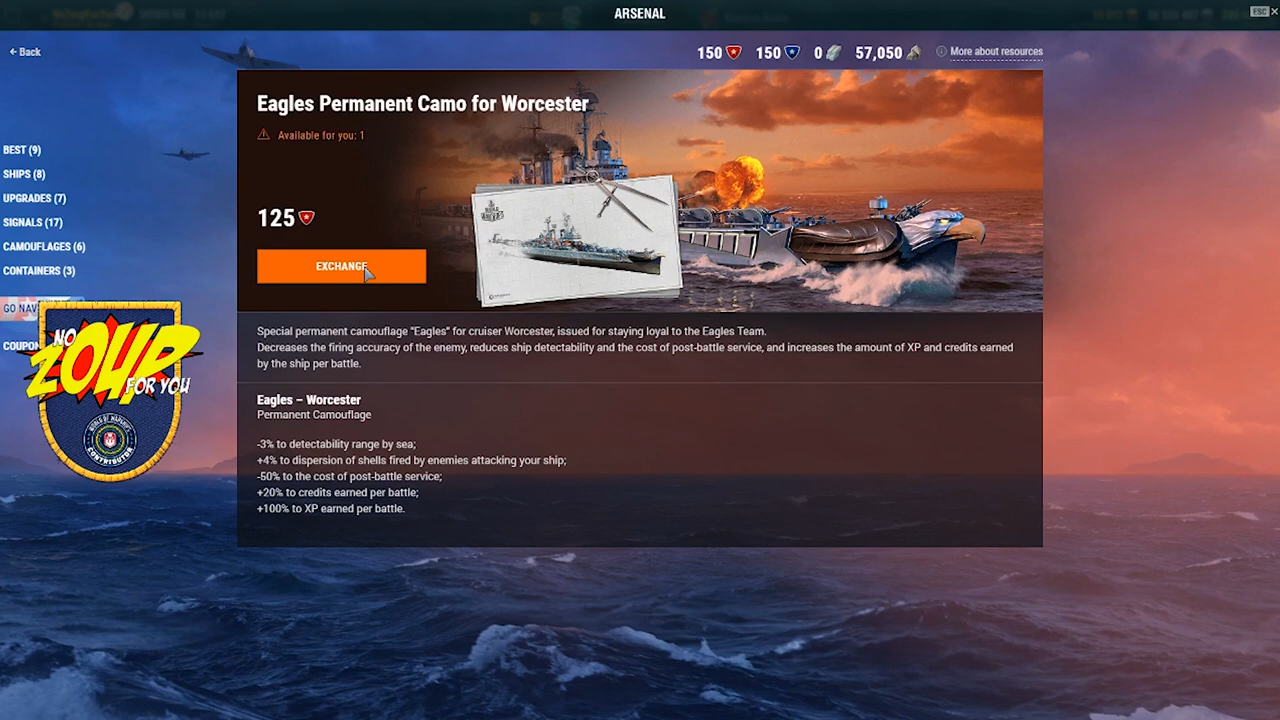 ARSENAL
ESC
Back
150 150 0 57,050 More about resources
Eagles Permanent Camo for Worcester
Available for you: 1
125
EXCHANGE
BEST (9)
SHIPS (8)
UPGRADES (7)
SIGNALS (17)
CAMOUFLAGES (6)
CONTAINERS (3)
GO NAV
COUPON
NO
ZOUP
FOR YOU
CONTRIBUTOR
Special permanent camouflage "Eagles" for cruiser Worcester, issued for staying loyal to the Eagles Team.
Decreases the firing accuracy of the enemy, reduces ship detectability and the cost of post-battle service, and increases the amount of XP and credits earned
by the ship per battle.
Eagles – Worcester
Permanent Camouflage
-3% to detectability range by sea;
+4% to dispersion of shells fired by enemies attacking your ship;
-50% to the cost of post-battle service;
+20% to credits earned per battle;
+100% to XP earned per battle.